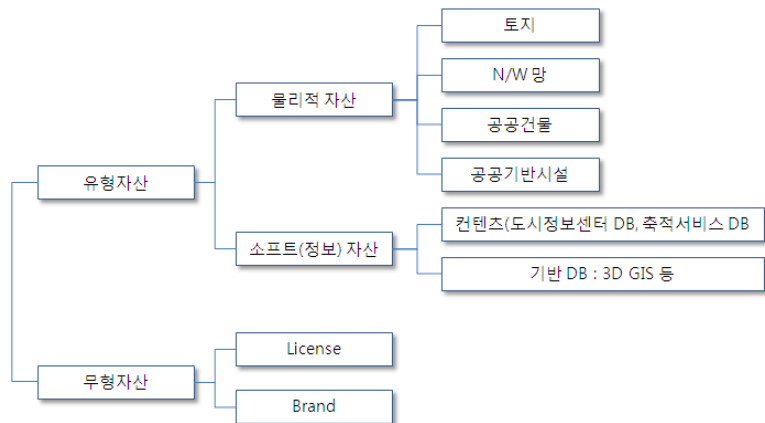 토지
N/W 망
물리적 자산
공공건물
공공기반시설
유형자산
컨텐츠(도시정보센터 DB, 축적서비스 DB
소프트(정보) 자산
기반 DB : 3D GIS 등
License
무형자산
Brand